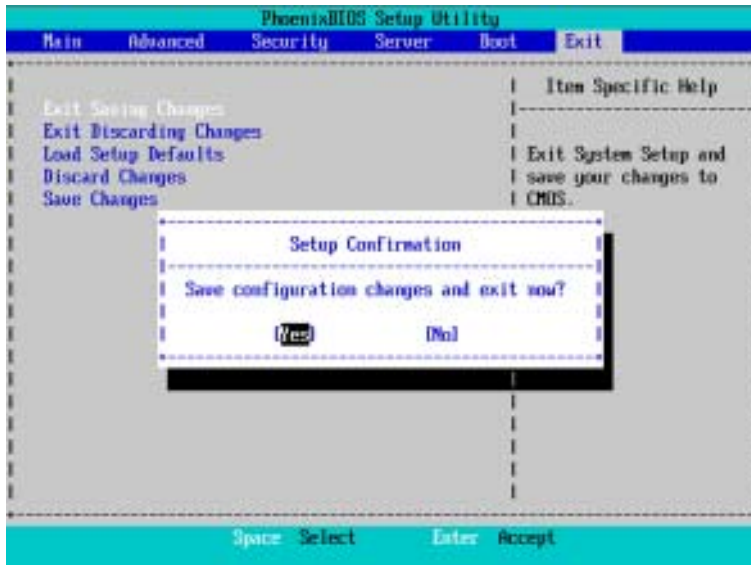 PhoenixBIOS Setup Utility
Main Advanced Security Server Boot Exit
Item Specific Help
Exit Saving Changes
Exit Discarding Changes
Load Setup Defaults
Discard Changes
Save Changes
Exit System Setup and
save your changes to
CMOS.
Setup Confirmation
Save configuration changes and exit now?
[Yes] [No]
Space Select Enter Accept